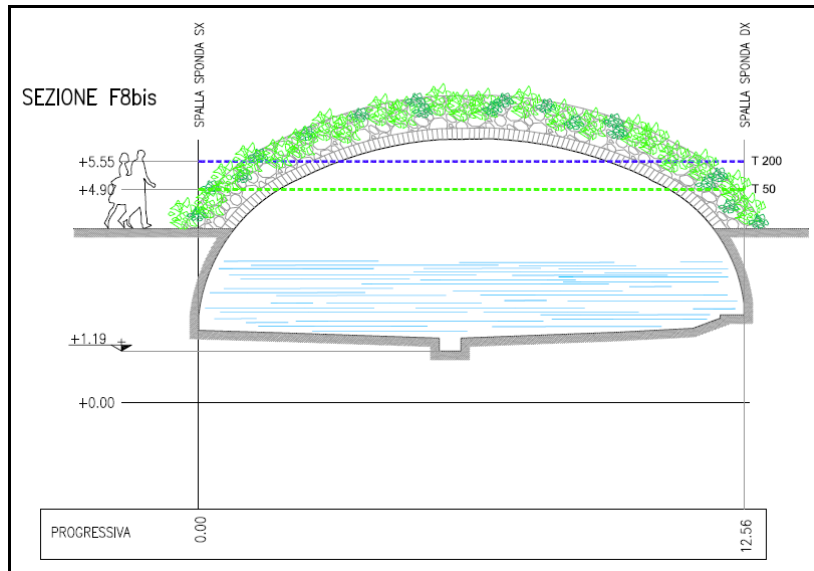 SPALLA SPONDA SX
SPALLA SPONDA DX
SEZIONE F8bis
+5.55
T 200
+4.90
T 50
+1.19
+0.00
PROGRESSIVA
0.00
12.56